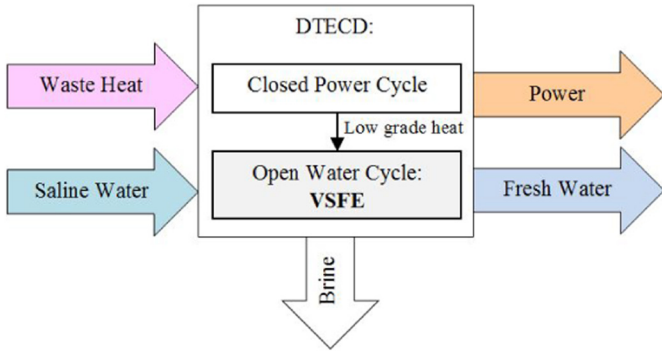 DTECD:
Waste Heat
Closed Power Cycle
Power
Low grade heat
Saline Water
Open Water Cycle:
VSFE
Fresh Water
Brine